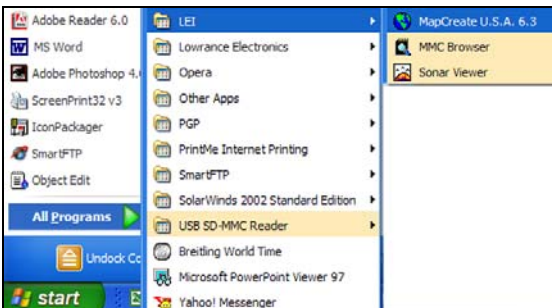 Adobe Reader 6.0
MS Word
Adobe Photoshop 4.
ScreenPrint32 v3
IconPackager
SmartFTP
Object Edit
All Programs
Undock Co
start
LEI
Lowrance Electronics
Opera
Other Apps
PGP
PrintMe Internet Printing
SmartFTP
SolarWinds 2002 Standard Edition
USB SD-MMC Reader
Breitling World Time
Microsoft PowerPoint Viewer 97
Yahoo! Messenger
MapCreate U.S.A. 6.3
MMC Browser
Sonar Viewer